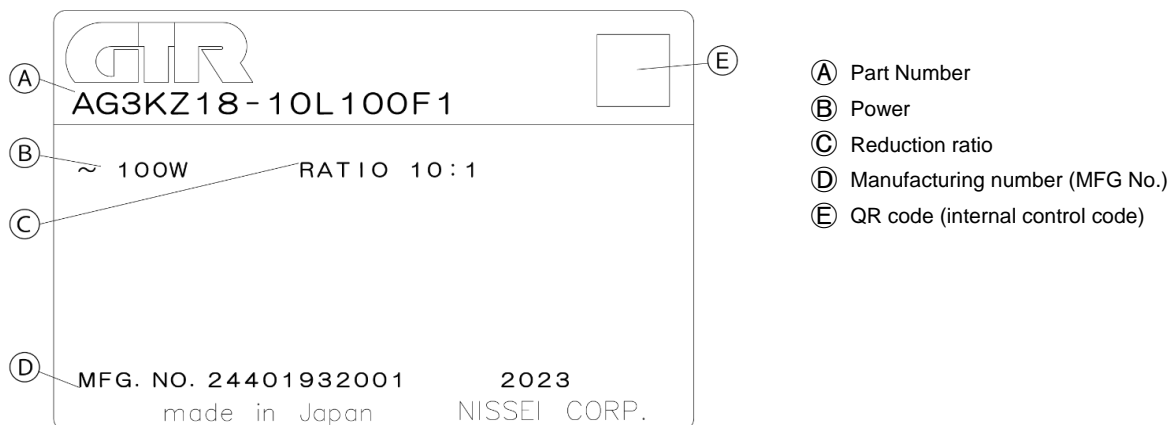 GTR
AG3KZ18-10L100F1
~ 100W RATIO 10:1
MFG. NO. 24401932001 2023
made in Japan NISSEI CORP.
A
B
C
D
E
A Part Number
B Power
C Reduction ratio
D Manufacturing number (MFG No.)
E QR code (internal control code)